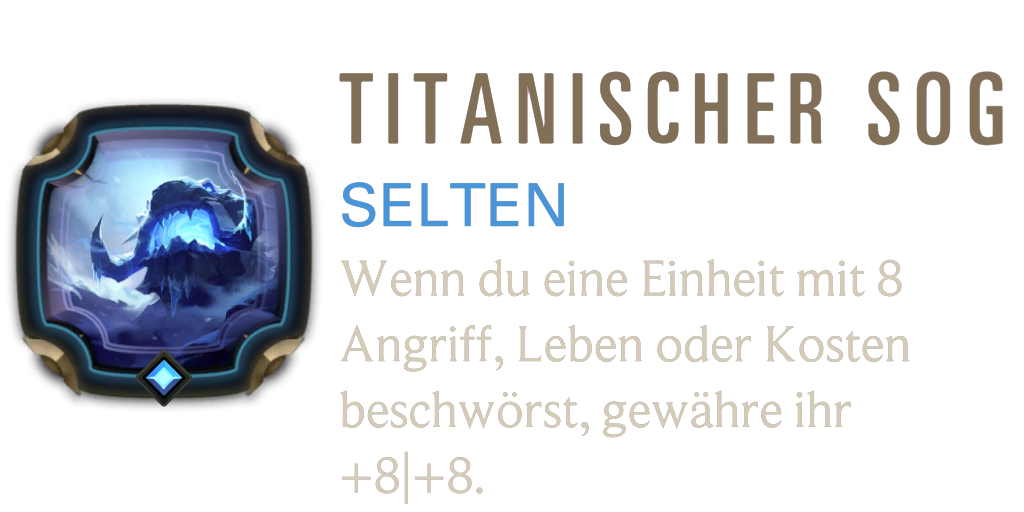 TITANISCHER SOG
SELTEN
Wenn du eine Einheit mit 8
Angriff, Leben oder Kosten
beschwörst, gewähre ihr
+8|+8.